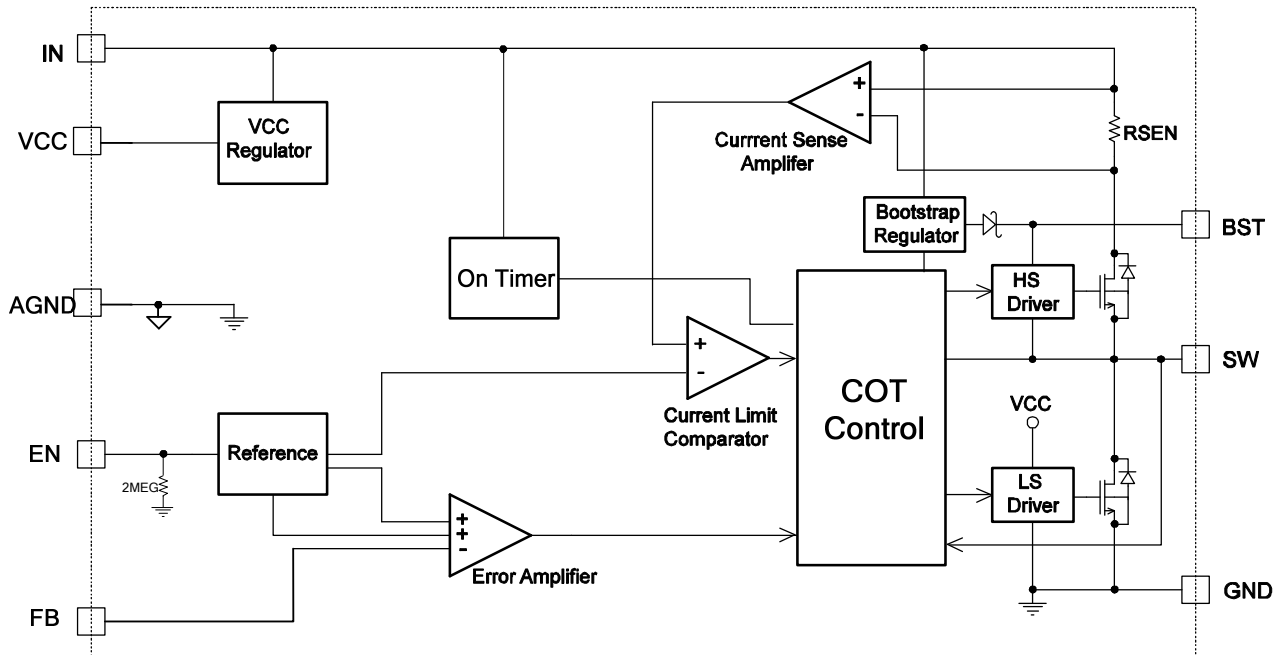 IN
VCC
VCC
Regulator
+
-
Currrent Sense
Amplifer
RSEN
Bootstrap
Regulator
BST
On Timer
HS
Driver
AGND
+
-
Current Limit
Comparator
COT
Control
SW
VCC
EN
2MEG
Reference
LS
Driver
+
+
-
Error Amplifier
FB
GND